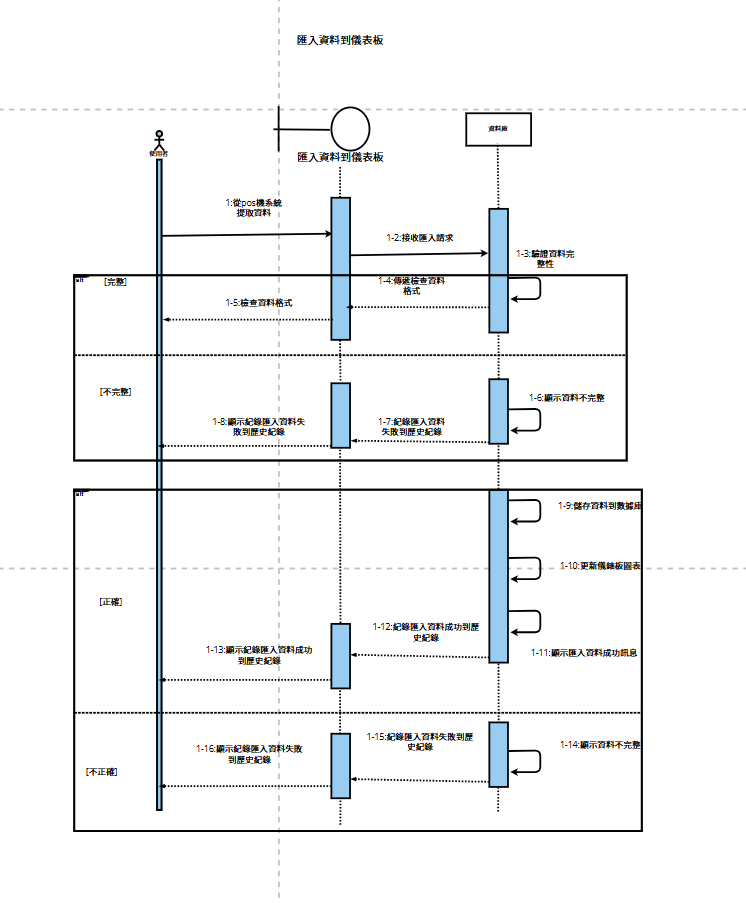 匯入資料到儀表板
資料庫
使用者
匯入資料到儀表板
1:從pos機系統
提取資料
1-2:接收匯入請求
1-3:驗證資料完
整性
alt
[完整]
1-4:傳遞檢查資料
格式
1-5:檢查資料格式
[不完整]
1-6:顯示資料不完整
1-8:顯示紀錄匯入資料失
敗到歷史紀錄
1-7:紀錄匯入資料
失敗到歷史紀錄
alt
1-9:儲存資料到數據庫
1-10:更新儀錶板圖表
[正確]
1-12:紀錄匯入資料成功到歷
史紀錄
1-13:顯示紀錄匯入資料成功
到歷史紀錄
1-11:顯示匯入資料成功訊息
1-15:紀錄匯入資料失敗到歷
史紀錄
1-16:顯示紀錄匯入資料失敗
到歷史紀錄
1-14:顯示資料不完整
[不正確]